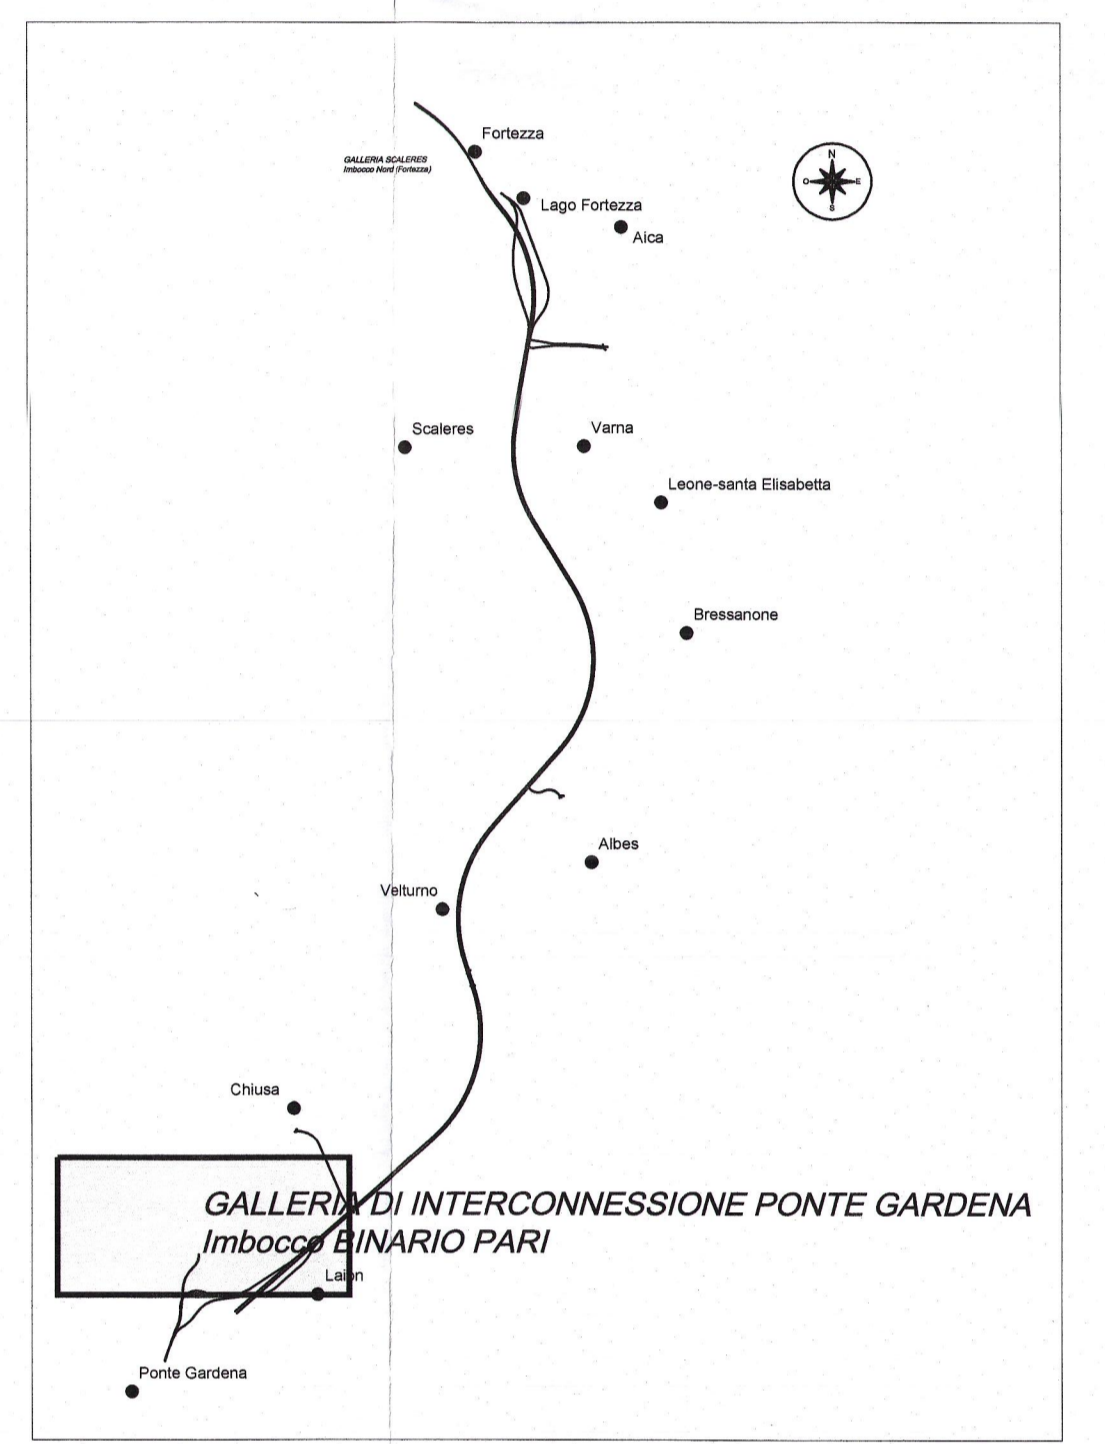 Fortezza
GALLERIA SCALERES
Imbocco Nord (Fortezza)
N
O
E
S
Lago Fortezza
Aica
Scaleres
Varna
Leone-santa Elisabetta
Bressanone
Albes
Velturno
Chiusa
GALLERIA DI INTERCONNESSIONE PONTE GARDENA
Imbocco BINARIO PARI
Laion
Ponte Gardena